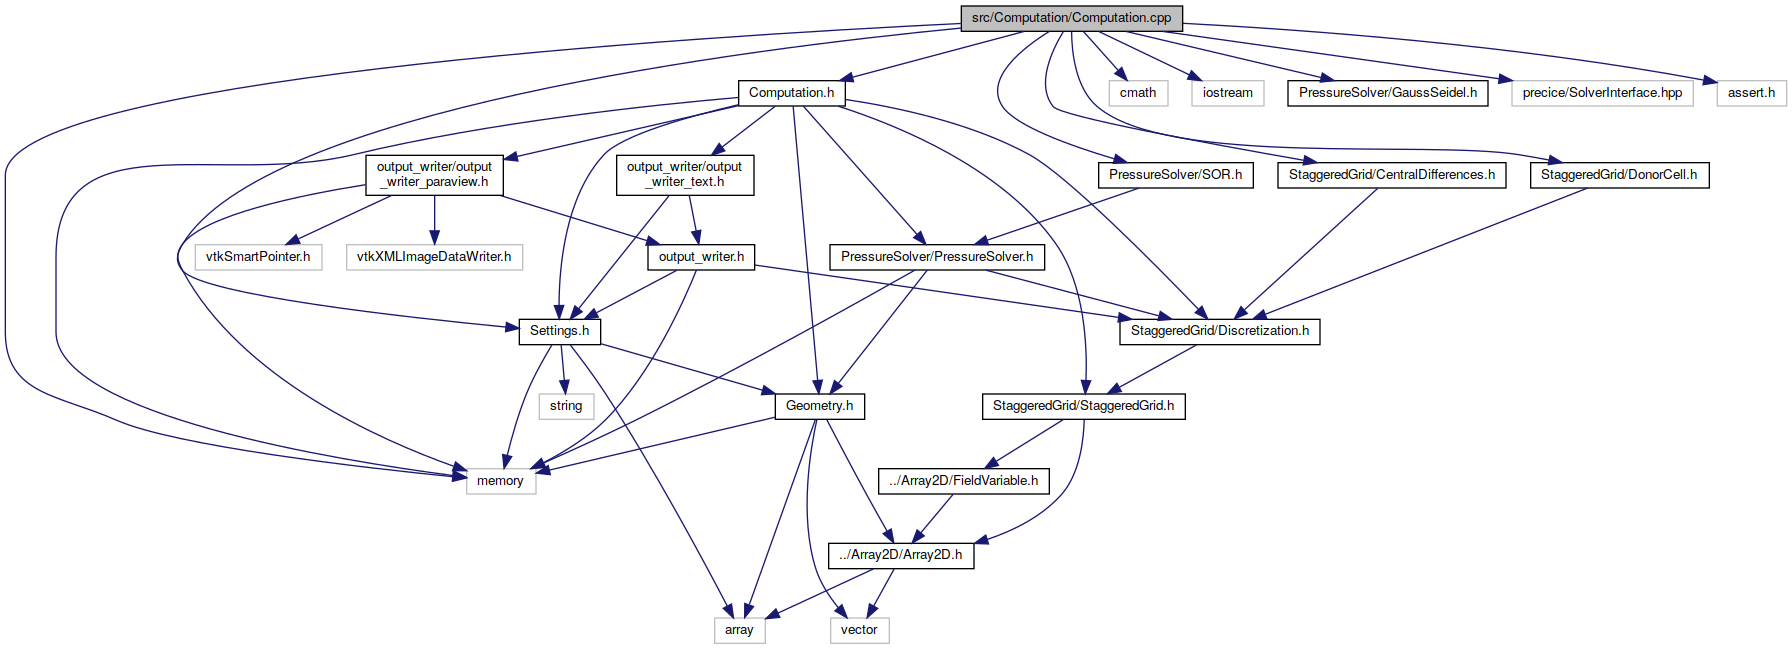 src/Computation/Computation.cpp
Computation.h
cmath
iostream
PressureSolver/GaussSeidel.h
precice/SolverInterface.hpp
assert.h
output_writer/output
_writer_paraview.h
output_writer/output
_writer_text.h
PressureSolver/SOR.h
StaggeredGrid/CentralDifferences.h
StaggeredGrid/DonorCell.h
vtkSmartPointer.h
vtkXMLImageDataWriter.h
output_writer.h
PressureSolver/PressureSolver.h
Settings.h
StaggeredGrid/Discretization.h
string
Geometry.h
StaggeredGrid/StaggeredGrid.h
memory
../Array2D/FieldVariable.h
../Array2D/Array2D.h
array
vector